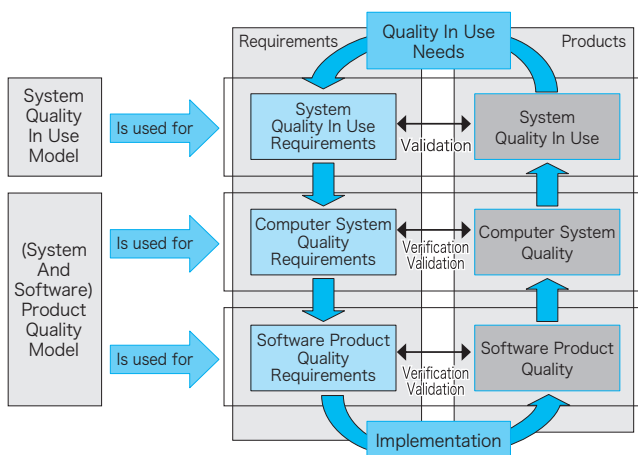 Requirements
Quality In Use
Needs
Products
System
Quality
In Use
Model
Is used for
System
Quality In Use
Requirements
Validation
System
Quality In Use
(System
And
Software)
Product
Quality
Model
Is used for
Computer System
Quality
Requirements
Verification
Validation
Computer System
Quality
Is used for
Software Product
Quality
Requirements
Verification
Validation
Software Product
Quality
Implementation